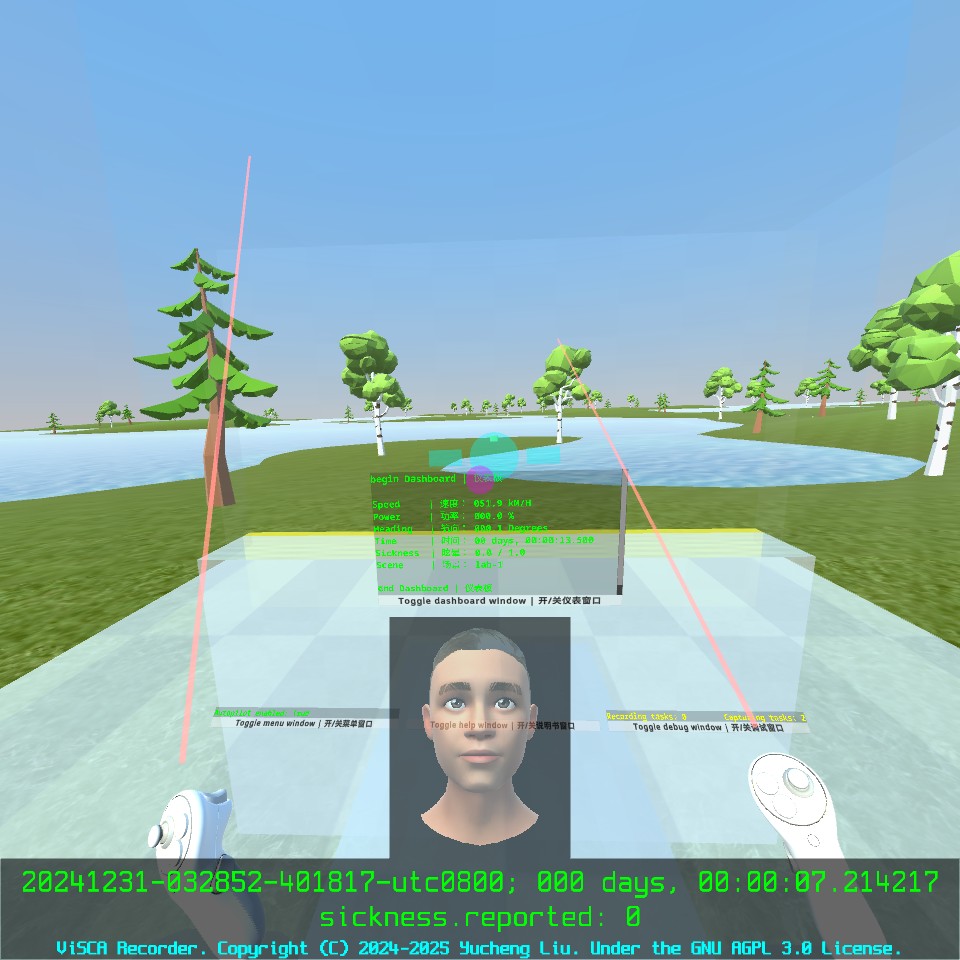 begin Dashboard |
Speed | 速度： 051.9 kM/H
Power | 功率： 000.0 %
Heading | 航向： 000.1 Degrees
Time | 时间： 00 days, 00:00:13.500
Sickness | 眩晕： 0.0 / 1.0
Scene | 场景： lab-1
end Dashboard | 仪表板
Toggle dashboard window | 开/关仪表窗口
Autopilot enabled: True
Toggle menu window | 开/关菜单窗口
Toggle help window | 开/关说明书窗口
Recording tasks: 0 Capturing tasks: 2
Toggle debug window | 开/关调试窗口
20241231-032852-401817-utc0800; 000 days, 00:00:07.214217
sickness.reported: 0
ViSCA Recorder. Copyright (C) 2024-2025 Yucheng Liu. Under the GNU AGPL 3.0 License.